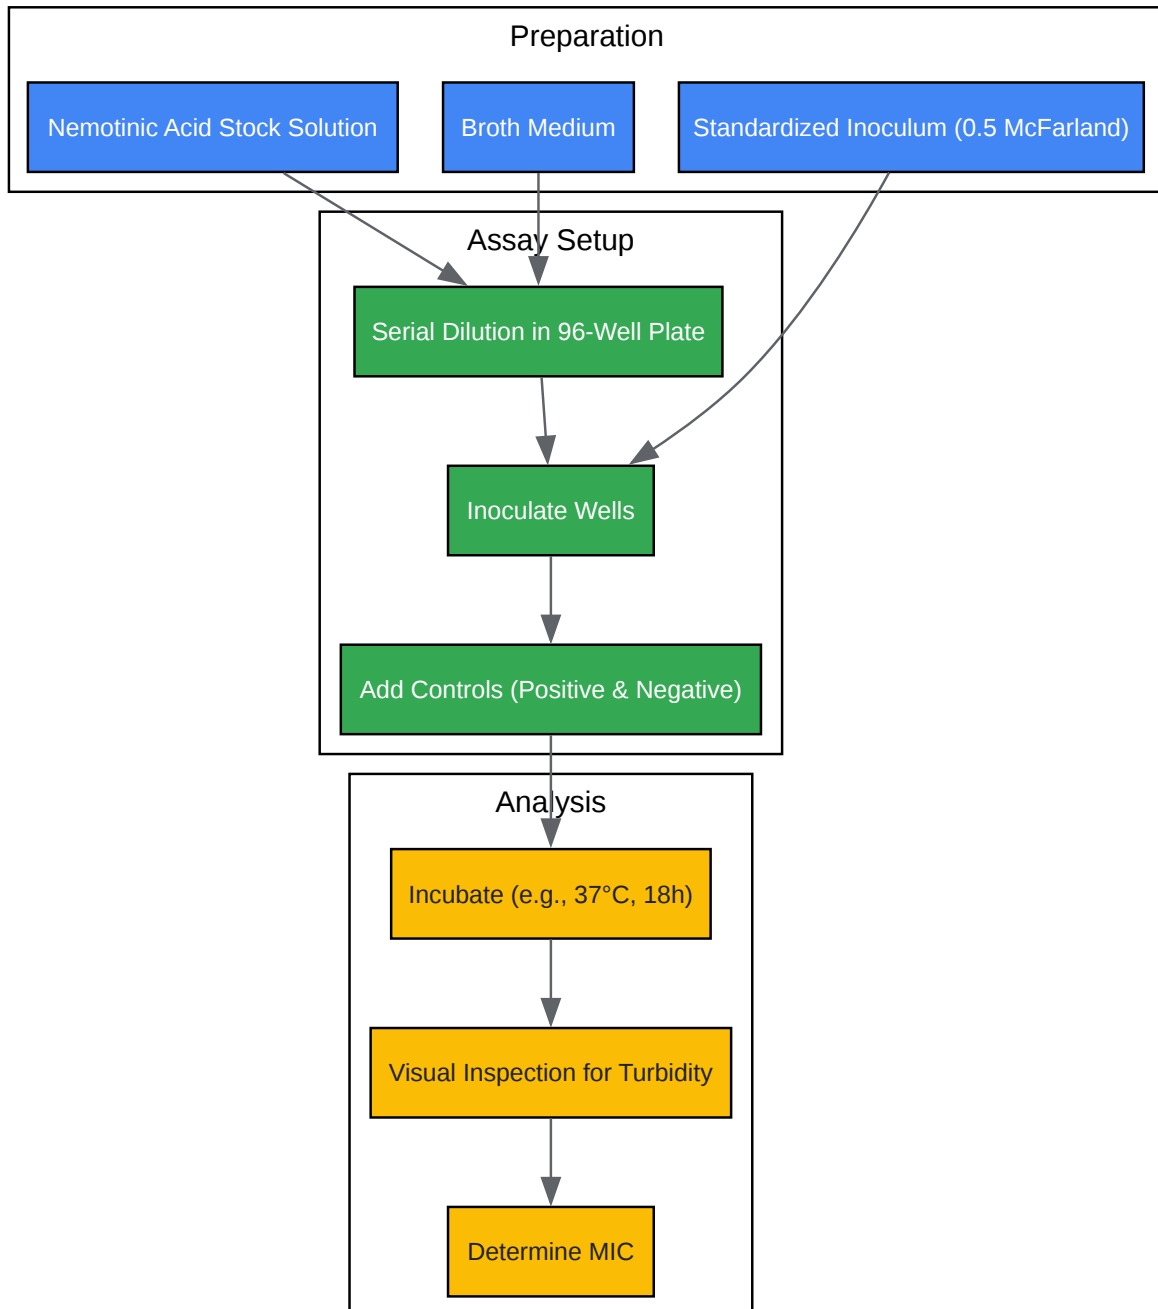 Preparation
Nemotinic Acid Stock Solution
Broth Medium
Standardized Inoculum (0.5 McFarland)
Assay Setup
Serial Dilution in 96-Well Plate
Inoculate Wells
Add Controls (Positive & Negative)
Analysis
Incubate (e.g., 37°C, 18h)
Visual Inspection for Turbidity
Determine MIC